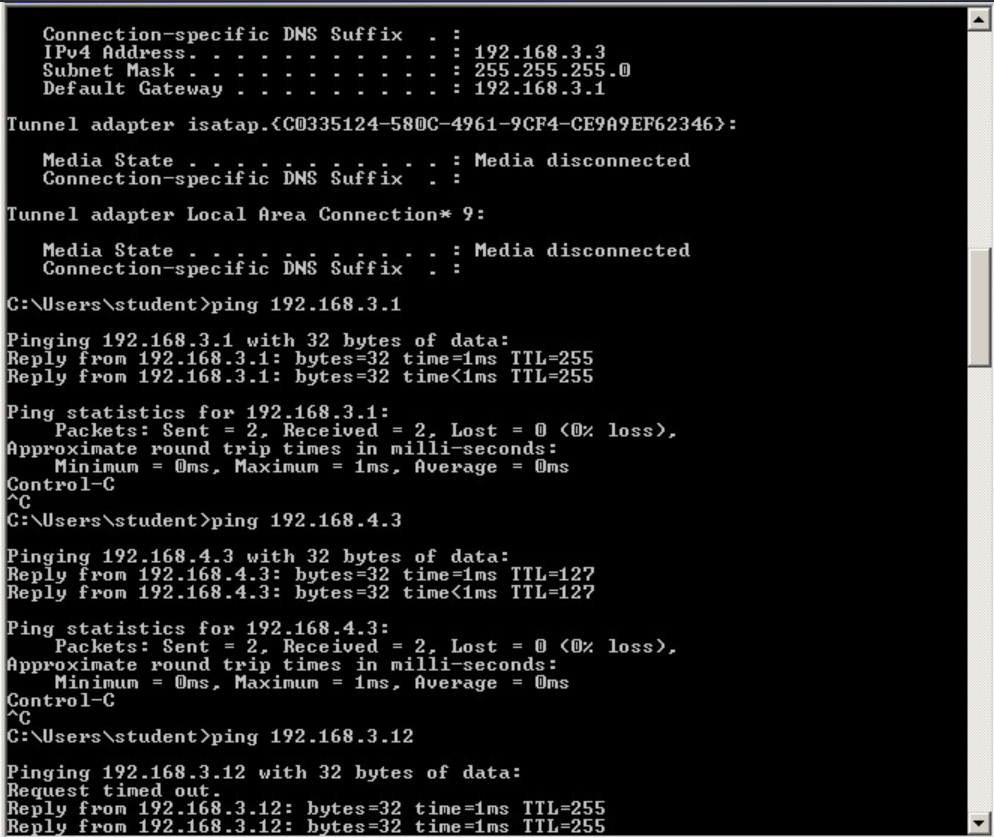 Connection-specific DNS Suffix  . :
IPv4 Address. . . . . . . . . . . : 192.168.3.3
Subnet Mask . . . . . . . . . . . : 255.255.255.0
Default Gateway . . . . . . . . . : 192.168.3.1
Tunnel adapter isatap.{C0335124-580C-4961-9CF4-CE9A9EF62346}:
Media State . . . . . . . . . . . : Media disconnected
Connection-specific DNS Suffix  . :
Tunnel adapter Local Area Connection* 9:
Media State . . . . . . . . . . . : Media disconnected
Connection-specific DNS Suffix  . :
C:\Users\student>ping 192.168.3.1
Pinging 192.168.3.1 with 32 bytes of data:
Reply from 192.168.3.1: bytes=32 time=1ms TTL=255
Reply from 192.168.3.1: bytes=32 time<1ms TTL=255
Ping statistics for 192.168.3.1:
Packets: Sent = 2, Received = 2, Lost = 0 (0% loss),
Approximate round trip times in milli-seconds:
Minimum = 0ms, Maximum = 1ms, Average = 0ms
Control-C
^C
C:\Users\student>ping 192.168.4.3
Pinging 192.168.4.3 with 32 bytes of data:
Reply from 192.168.4.3: bytes=32 time=1ms TTL=127
Reply from 192.168.4.3: bytes=32 time<1ms TTL=127
Ping statistics for 192.168.4.3:
Packets: Sent = 2, Received = 2, Lost = 0 (0% loss),
Approximate round trip times in milli-seconds:
Minimum = 0ms, Maximum = 1ms, Average = 0ms
Control-C
^C
C:\Users\student>ping 192.168.3.12
Pinging 192.168.3.12 with 32 bytes of data:
Request timed out.
Reply from 192.168.3.12: bytes=32 time=1ms TTL=255
Reply from 192.168.3.12: bytes=32 time=1ms TTL=255